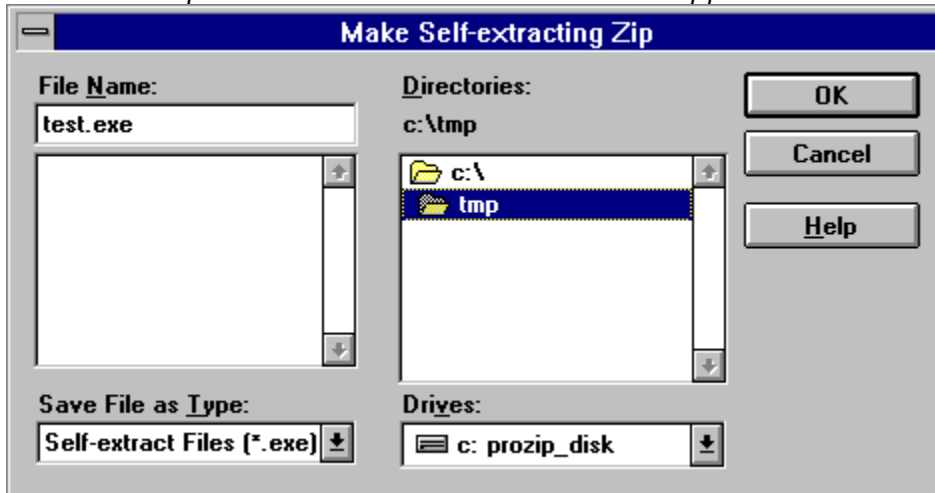 Make Self-extracting Zip
File Name:
test.exe
Directories:
c:\tmp
c:\
tmp
OK
Cancel
Help
Save File as Type:
Self-extract Files (*.exe)
Drives:
c: prozip_disk